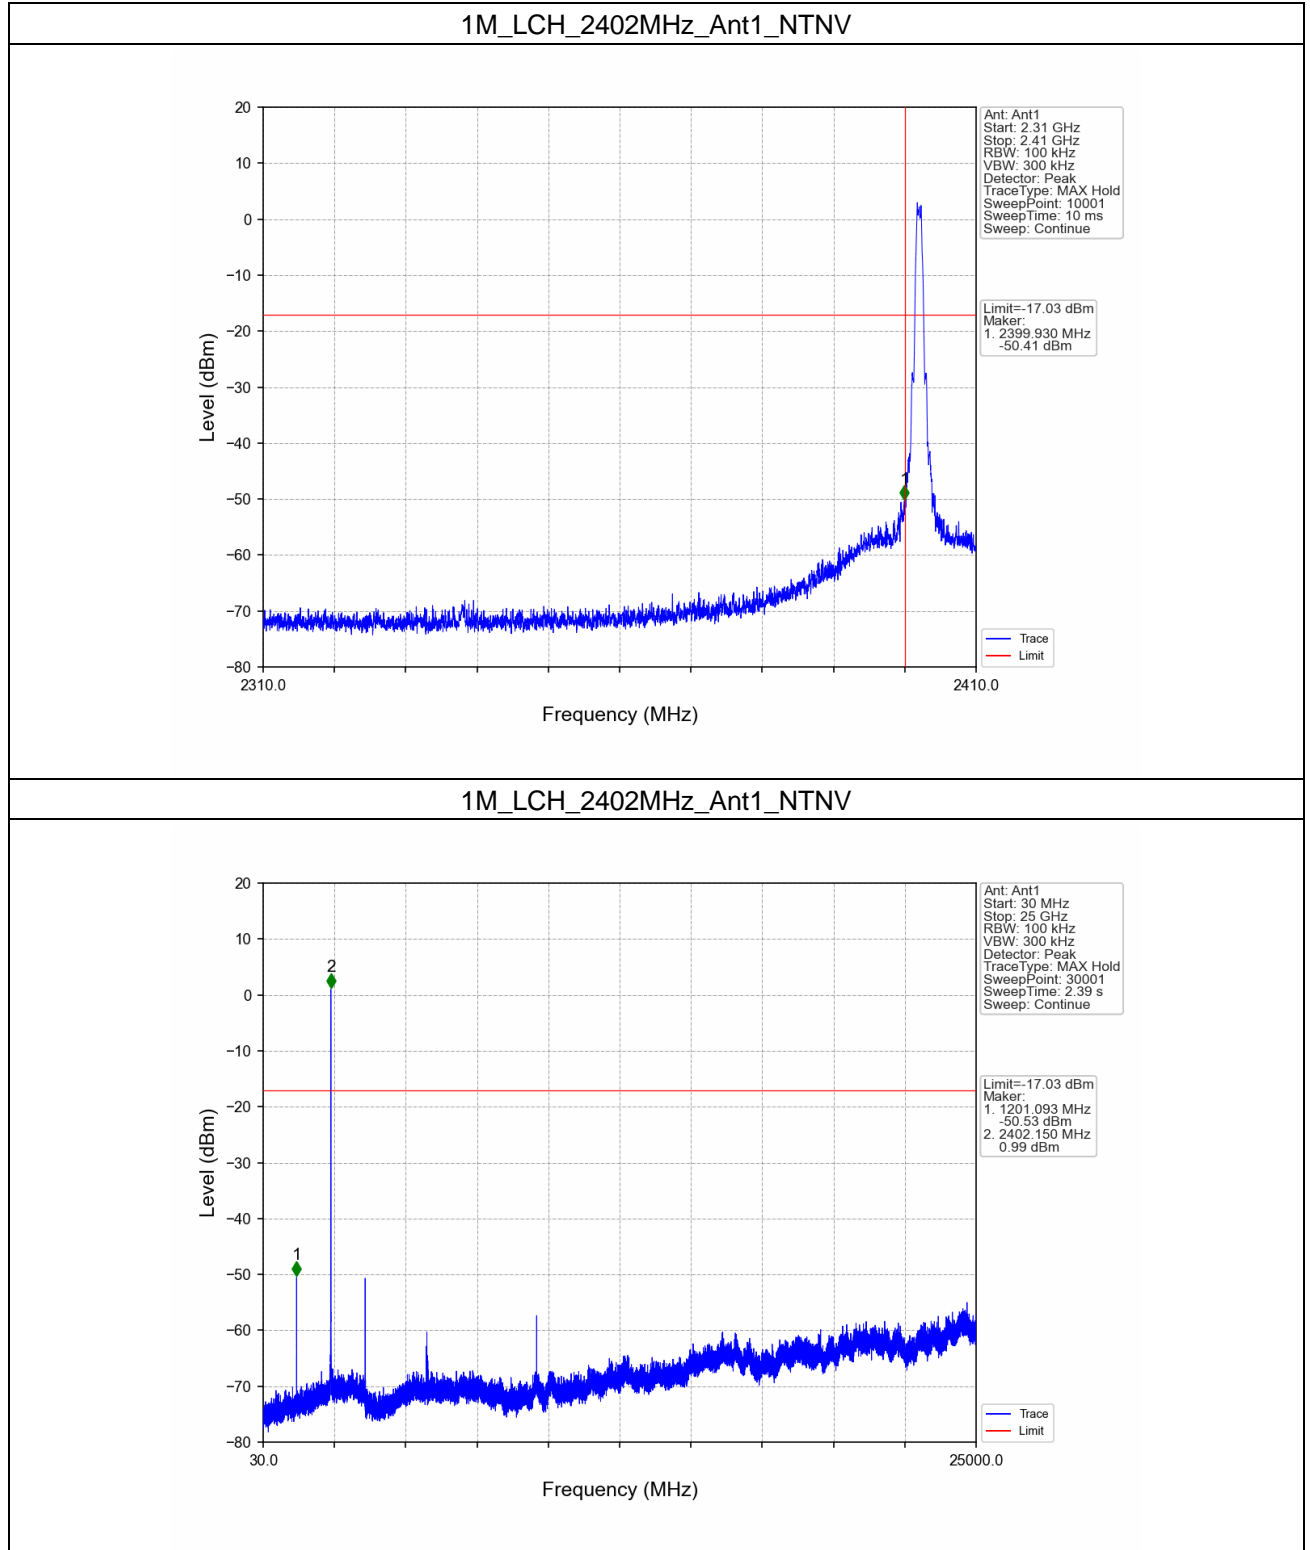 1M_LCH_2402MHz_Ant1_NTNV
20
10
0
−10
−20
−30
−40
−50
−60
−70
−80
Level (dBm)
2310.0
2410.0
Frequency (MHz)
1
Ant: Ant1
Start: 2.31 GHz
Stop: 2.41 GHz
RBW: 100 kHz
VBW: 300 kHz
Detector: Peak
TraceType: MAX Hold
SweepPoint: 10001
SweepTime: 10 ms
Sweep: Continue
Limit=-17.03 dBm
Maker:
1. 2399.930 MHz
-50.41 dBm
Trace
Limit
1M_LCH_2402MHz_Ant1_NTNV
20
10
0
−10
−20
−30
−40
−50
−60
−70
−80
Level (dBm)
30.0
25000.0
Frequency (MHz)
1
2
Ant: Ant1
Start: 30 MHz
Stop: 25 GHz
RBW: 100 kHz
VBW: 300 kHz
Detector: Peak
TraceType: MAX Hold
SweepPoint: 30001
SweepTime: 2.39 s
Sweep: Continue
Limit=-17.03 dBm
Maker:
1. 1201.093 MHz
-50.53 dBm
2. 2402.150 MHz
0.99 dBm
Trace
Limit